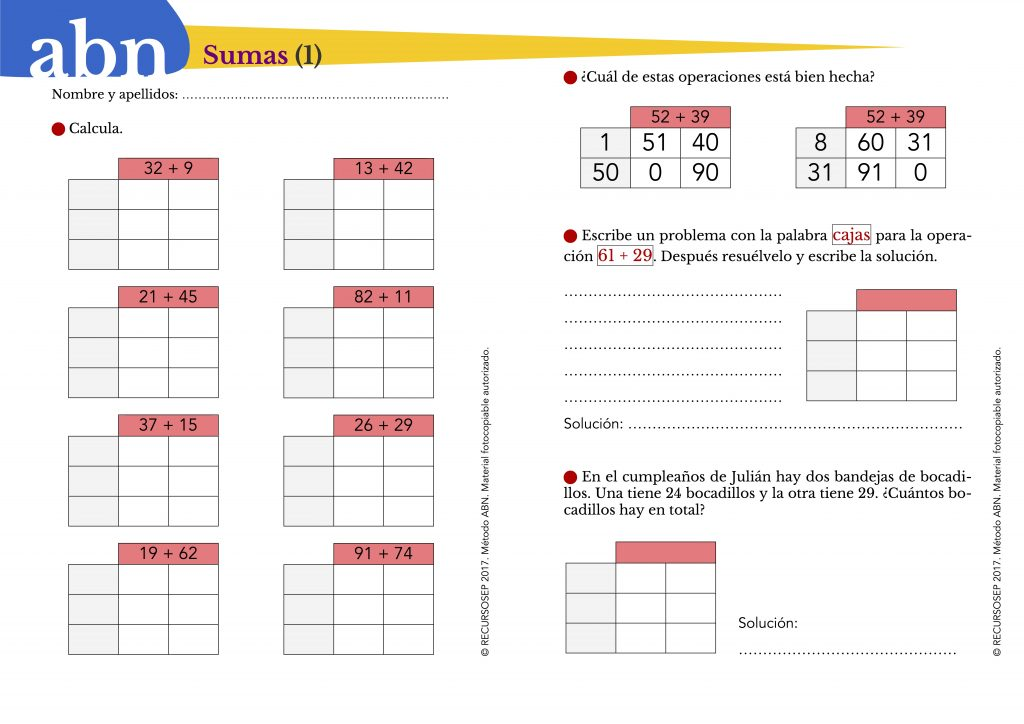 abn
Sumas (1)
Nombre y apellidos: ....................................................................
Calcula.
32 + 9 13 + 42
21 + 45 82 + 11
37 + 15 26 + 29
19 + 62 91 + 74
© RECURSOSEP 2017. Método ABN. Material fotocopiable autorizado.
¿Cuál de estas operaciones está bien hecha?
52 + 39 52 + 39
1 51 40 8 60 31
50 0 90 31 91 0
Escribe un problema con la palabra cajas para la opera-
ción 61 + 29. Después resuélvelo y escribe la solución.
.............................................
.............................................
.............................................
.............................................
.............................................
Solución: ....................................................................
En el cumpleaños de Julián hay dos bandejas de bocadi-
llos. Una tiene 24 bocadillos y la otra tiene 29. ¿Cuántos bo-
cadillos hay en total?
Solución:
.............................................
© RECURSOSEP 2017. Método ABN. Material fotocopiable autorizado.